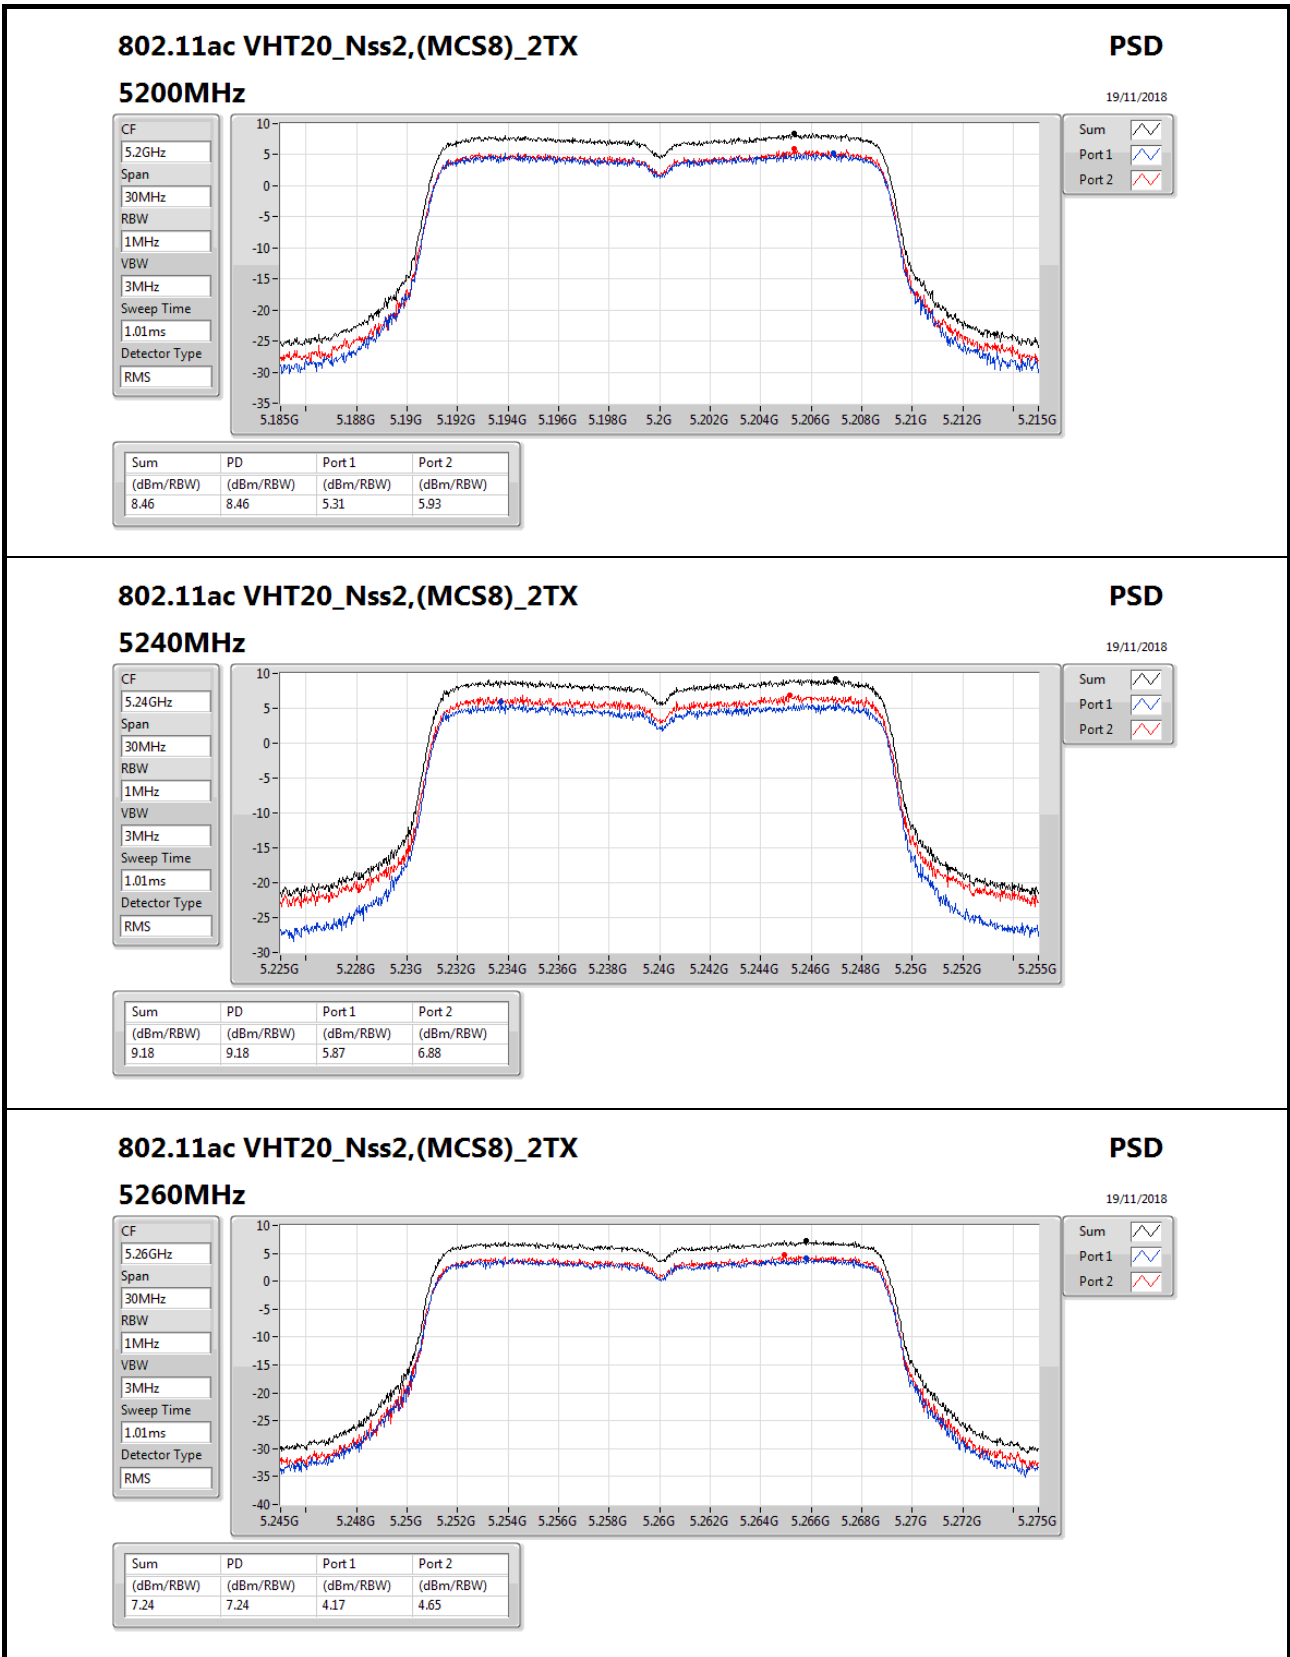 802.11ac VHT20_Nss2,(MCS8)_2TX PSD
5200MHz 19/11/2018
CF
5.2GHz
Span
30MHz
RBW
1MHz
VBW
3MHz
Sweep Time
1.01ms
Detector Type
RMS
10
5
0
-5
-10
-15
-20
-25
-30
-35
5.185G 5.188G 5.19G 5.192G 5.194G 5.196G 5.198G 5.2G 5.202G 5.204G 5.206G 5.208G 5.21G 5.212G 5.215G
Sum
Port 1
Port 2
Sum PD Port 1 Port 2
(dBm/RBW) (dBm/RBW) (dBm/RBW) (dBm/RBW)
8.46 8.46 5.31 5.93
802.11ac VHT20_Nss2,(MCS8)_2TX PSD
5240MHz 19/11/2018
CF
5.24GHz
Span
30MHz
RBW
1MHz
VBW
3MHz
Sweep Time
1.01ms
Detector Type
RMS
10
5
0
-5
-10
-15
-20
-25
-30
5.225G 5.228G 5.23G 5.232G 5.234G 5.236G 5.238G 5.24G 5.242G 5.244G 5.246G 5.248G 5.25G 5.252G 5.255G
Sum
Port 1
Port 2
Sum PD Port 1 Port 2
(dBm/RBW) (dBm/RBW) (dBm/RBW) (dBm/RBW)
9.18 9.18 5.87 6.88
802.11ac VHT20_Nss2,(MCS8)_2TX PSD
5260MHz 19/11/2018
CF
5.26GHz
Span
30MHz
RBW
1MHz
VBW
3MHz
Sweep Time
1.01ms
Detector Type
RMS
10
5
0
-5
-10
-15
-20
-25
-30
-35
-40
5.245G 5.248G 5.25G 5.252G 5.254G 5.256G 5.258G 5.26G 5.262G 5.264G 5.266G 5.268G 5.27G 5.272G 5.275G
Sum
Port 1
Port 2
Sum PD Port 1 Port 2
(dBm/RBW) (dBm/RBW) (dBm/RBW) (dBm/RBW)
7.24 7.24 4.17 4.65